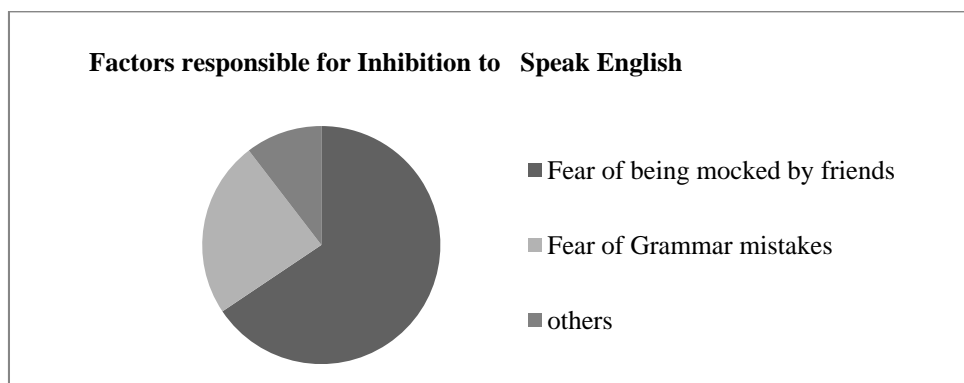 Factors responsible for Inhibition to   Speak English
Fear of being mocked by friends
Fear of Grammar mistakes
others